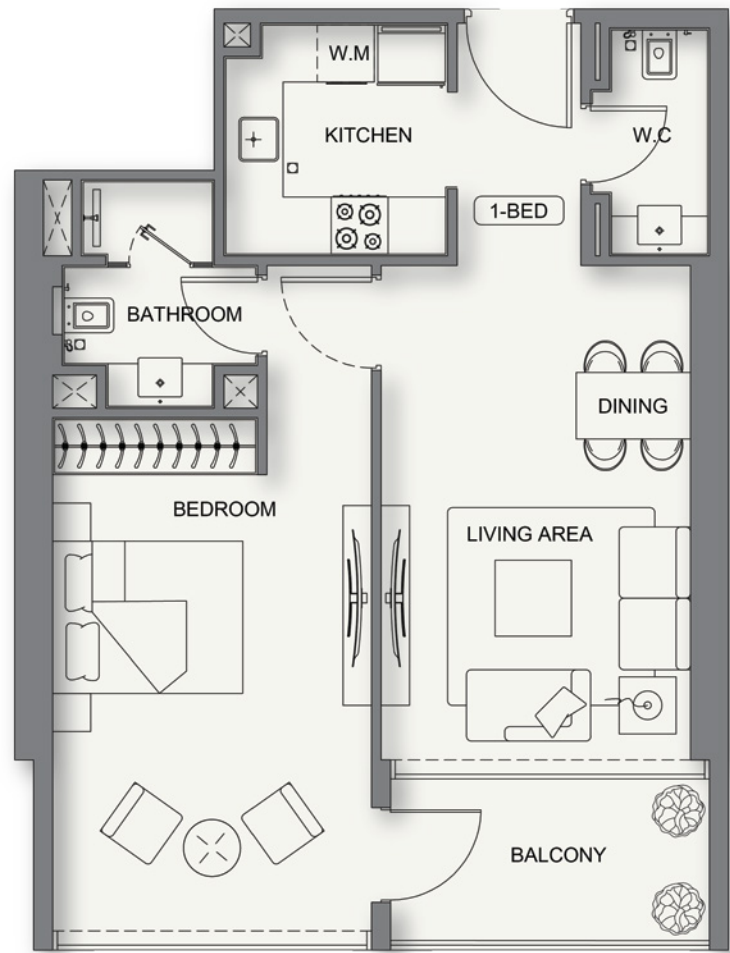 W.M
KITCHEN
W.C
1-BED
BATHROOM
DINING
BEDROOM
LIVING AREA
BALCONY